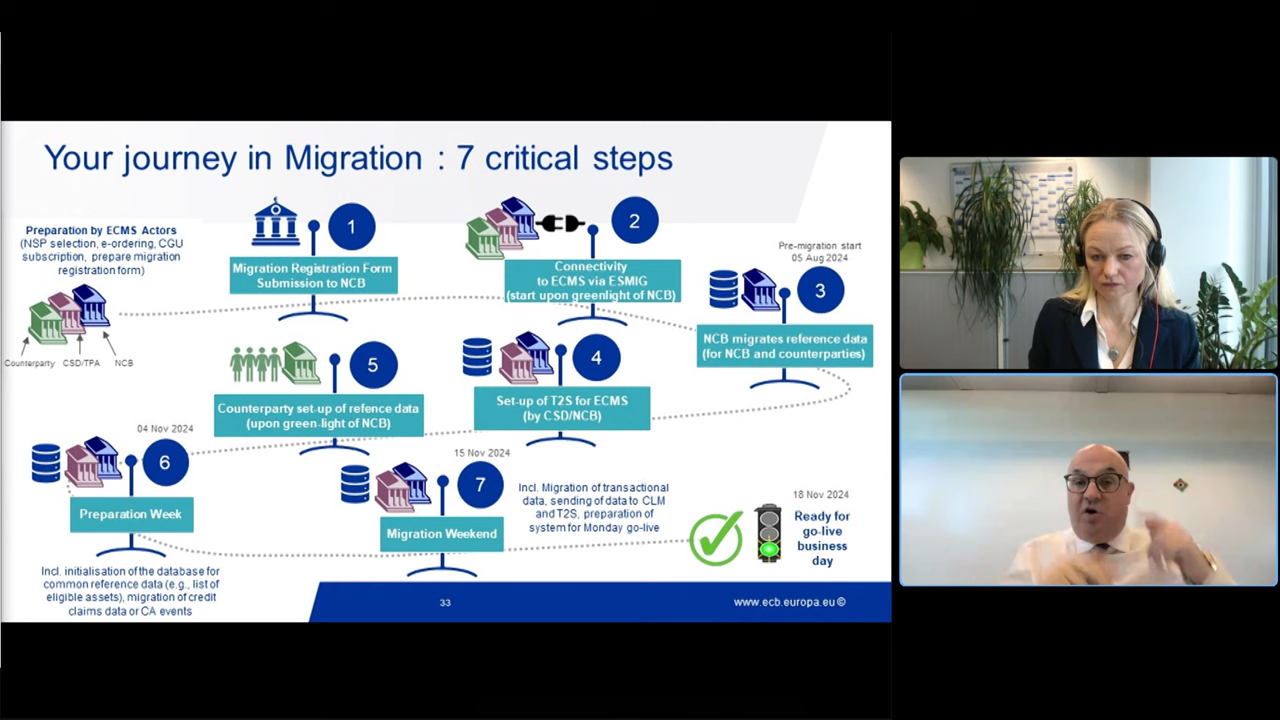 Your journey in Migration : 7 critical steps
Preparation by ECMS Actors
(NSP selection, e-ordering, CGU
subscription, prepare migration
registration form)
Counterparty
CSD/TPA
NCB
1
Migration Registration Form
Submission to NCB
2
Connectivity
to ECMS via ESMIG
(start upon greenlight of NCB)
Pre-migration start
05 Aug 2024
3
NCB migrates reference data
(for NCB and counterparties)
4
Set-up of T2S for ECMS
(by CSD/NCB)
5
Counterparty set-up of refence data
(upon green-light of NCB)
04 Nov 2024
6
Preparation Week
Incl. initialisation of the database for
common reference data (e.g., list of
eligible assets), migration of credit
claims data or CA events
15 Nov 2024
7
Migration Weekend
Incl. Migration of transactional
data, sending of data to CLM
and T2S, preparation of
system for Monday go-live
18 Nov 2024
Ready for
go-live
business
day
33
www.ecb.europa.eu ©